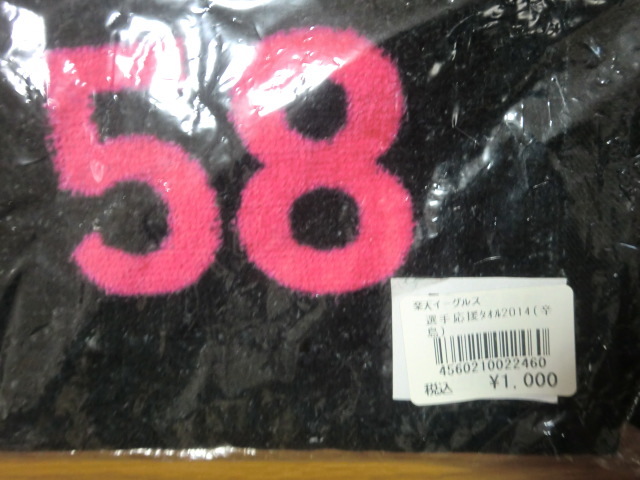 58
楽天イーグルス
選手応援タオル2014(辛
島)
4560210022460
税込 ¥1,000